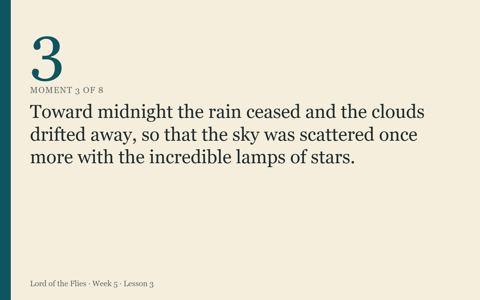 3
MOMENT 3 OF 8
Toward midnight the rain ceased and the clouds
drifted away, so that the sky was scattered once
more with the incredible lamps of stars.
Lord of the Flies · Week 5 · Lesson 3